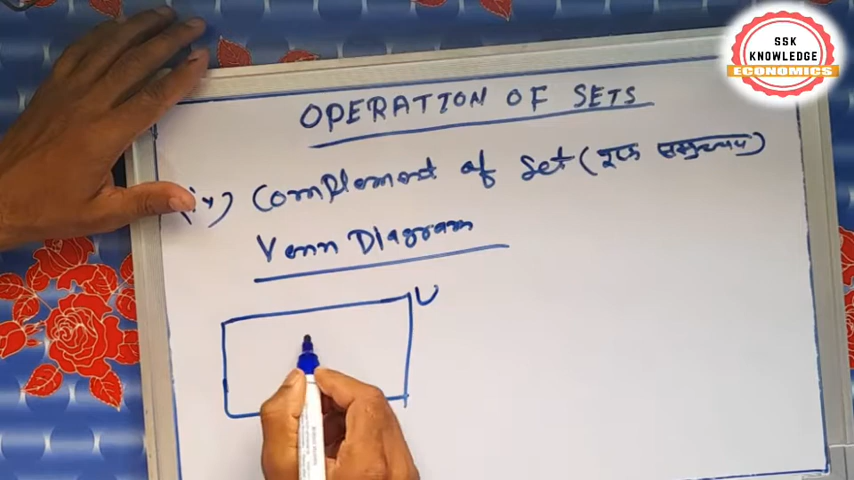 SSK
KNOWLEDGE
ECONOMICS
OPERATION OF SETS
(iv) Complement of Set (पूरक समुच्चय)
Venn Diagram
U